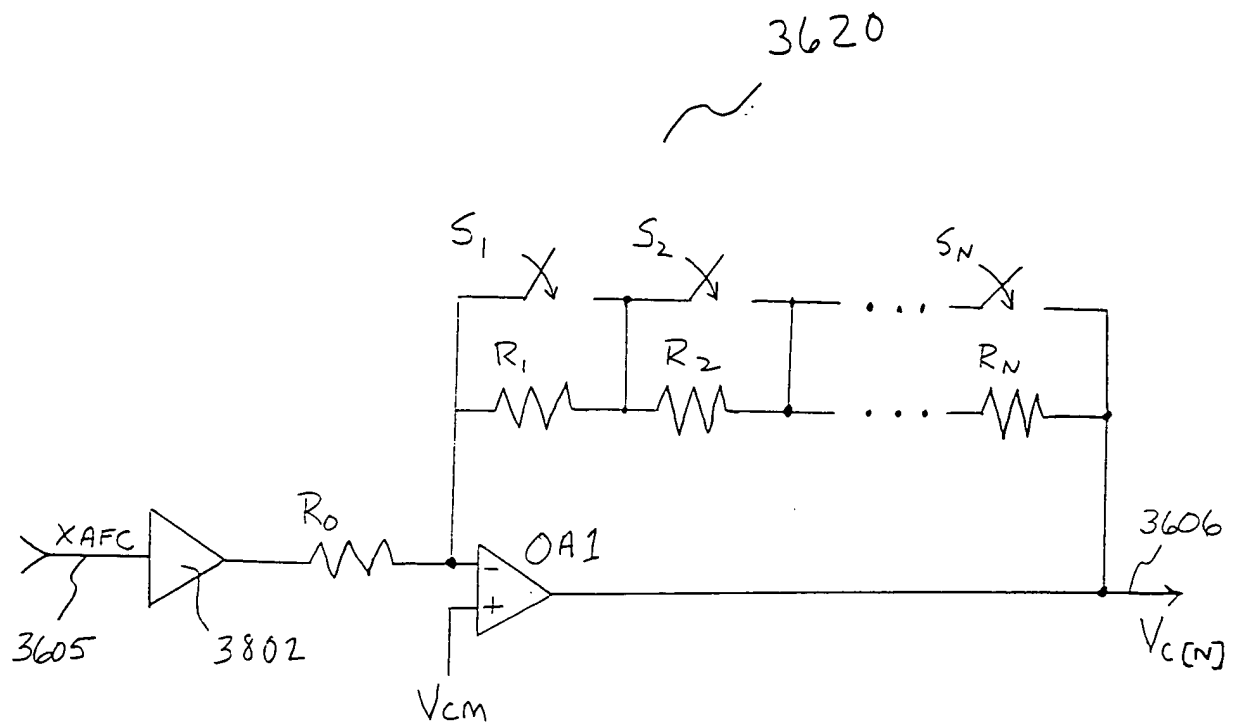 3620
S1
S2
SN
R1
R2
. . .
RN
XAFC
R0
OA1
-
+
3606
3605
3802
VCM
VC[N]